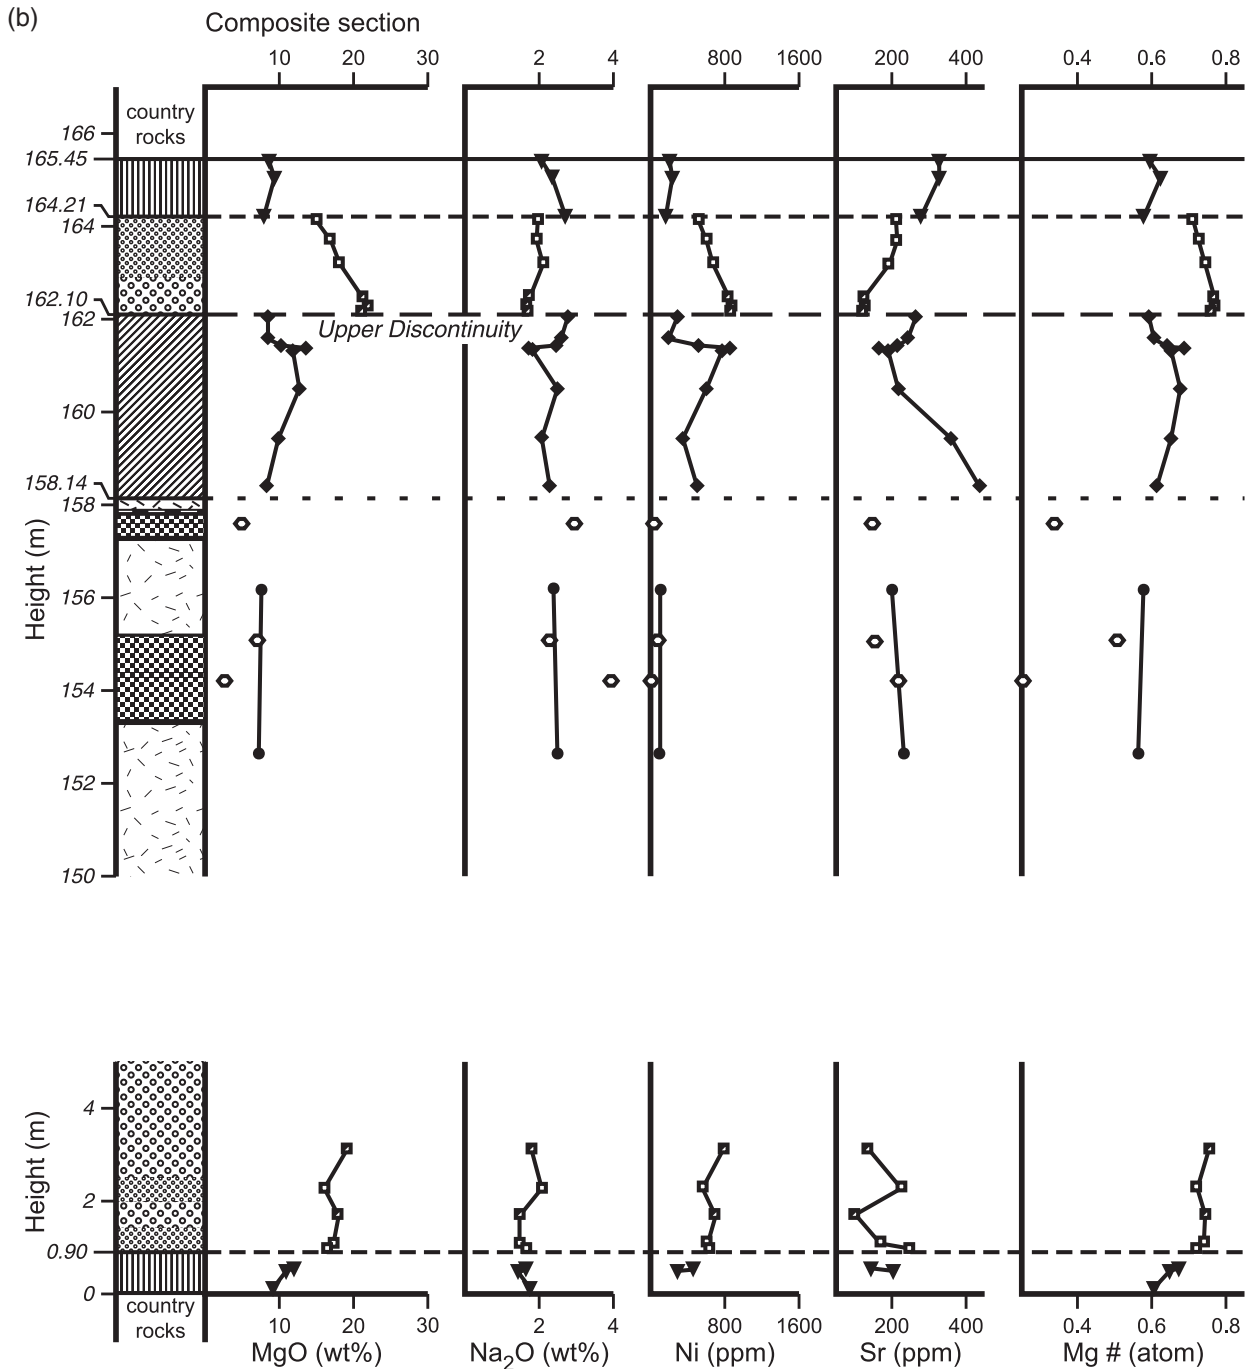 (b)
Composite section
10 20 30 2 4 800 1600 200 400 0.4 0.6 0.8
country
rocks
166
165.45
164.21
164
162.10
162
Upper Discontinuity
160
158.14
158
Height (m)
156
154
152
150
4
Height (m)
2
0.90
0
country
rocks
10 20 30 2 4 800 1600 200 400 0.4 0.6 0.8
MgO (wt%) Na₂O (wt%) Ni (ppm) Sr (ppm) Mg # (atom)